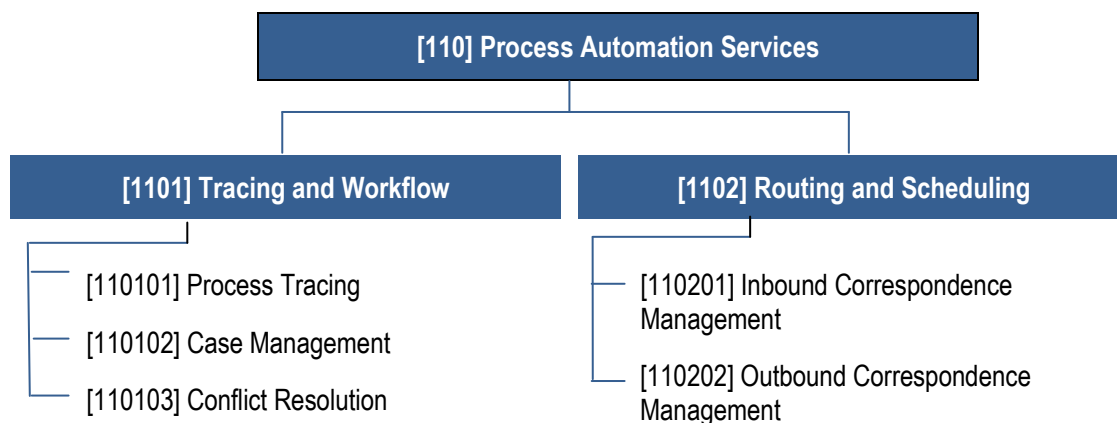 [110] Process Automation Services
[1101] Tracing and Workflow
[110101] Process Tracing
[110102] Case Management
[110103] Conflict Resolution
[1102] Routing and Scheduling
[110201] Inbound Correspondence
Management
[110202] Outbound Correspondence
Management